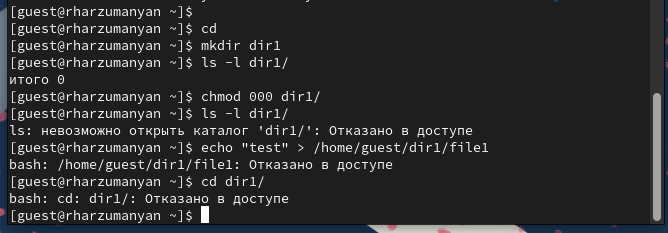 [guest@rharzumanyan ~]$
[guest@rharzumanyan ~]$ cd
[guest@rharzumanyan ~]$ mkdir dir1
[guest@rharzumanyan ~]$ ls -l dir1/
итого 0
[guest@rharzumanyan ~]$ chmod 000 dir1/
[guest@rharzumanyan ~]$ ls -l dir1/
ls: невозможно открыть каталог 'dir1/': Отказано в доступе
[guest@rharzumanyan ~]$ echo "test" > /home/guest/dir1/file1
bash: /home/guest/dir1/file1: Отказано в доступе
[guest@rharzumanyan ~]$ cd dir1/
bash: cd: dir1/: Отказано в доступе
[guest@rharzumanyan ~]$